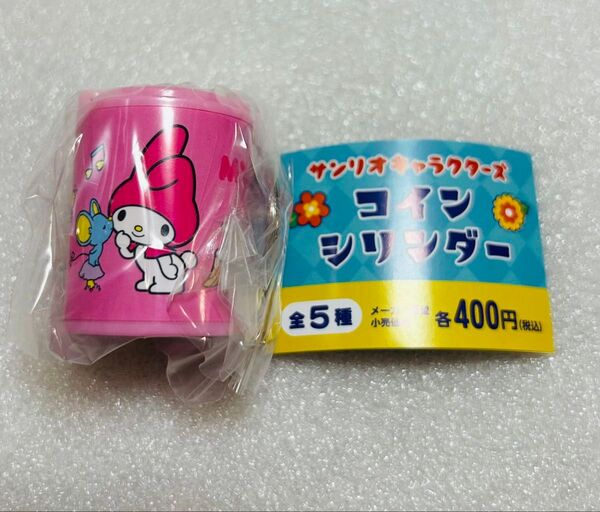 サンリオキャラクターズ
コイン
シリンダー
全5種
各400円(税込)